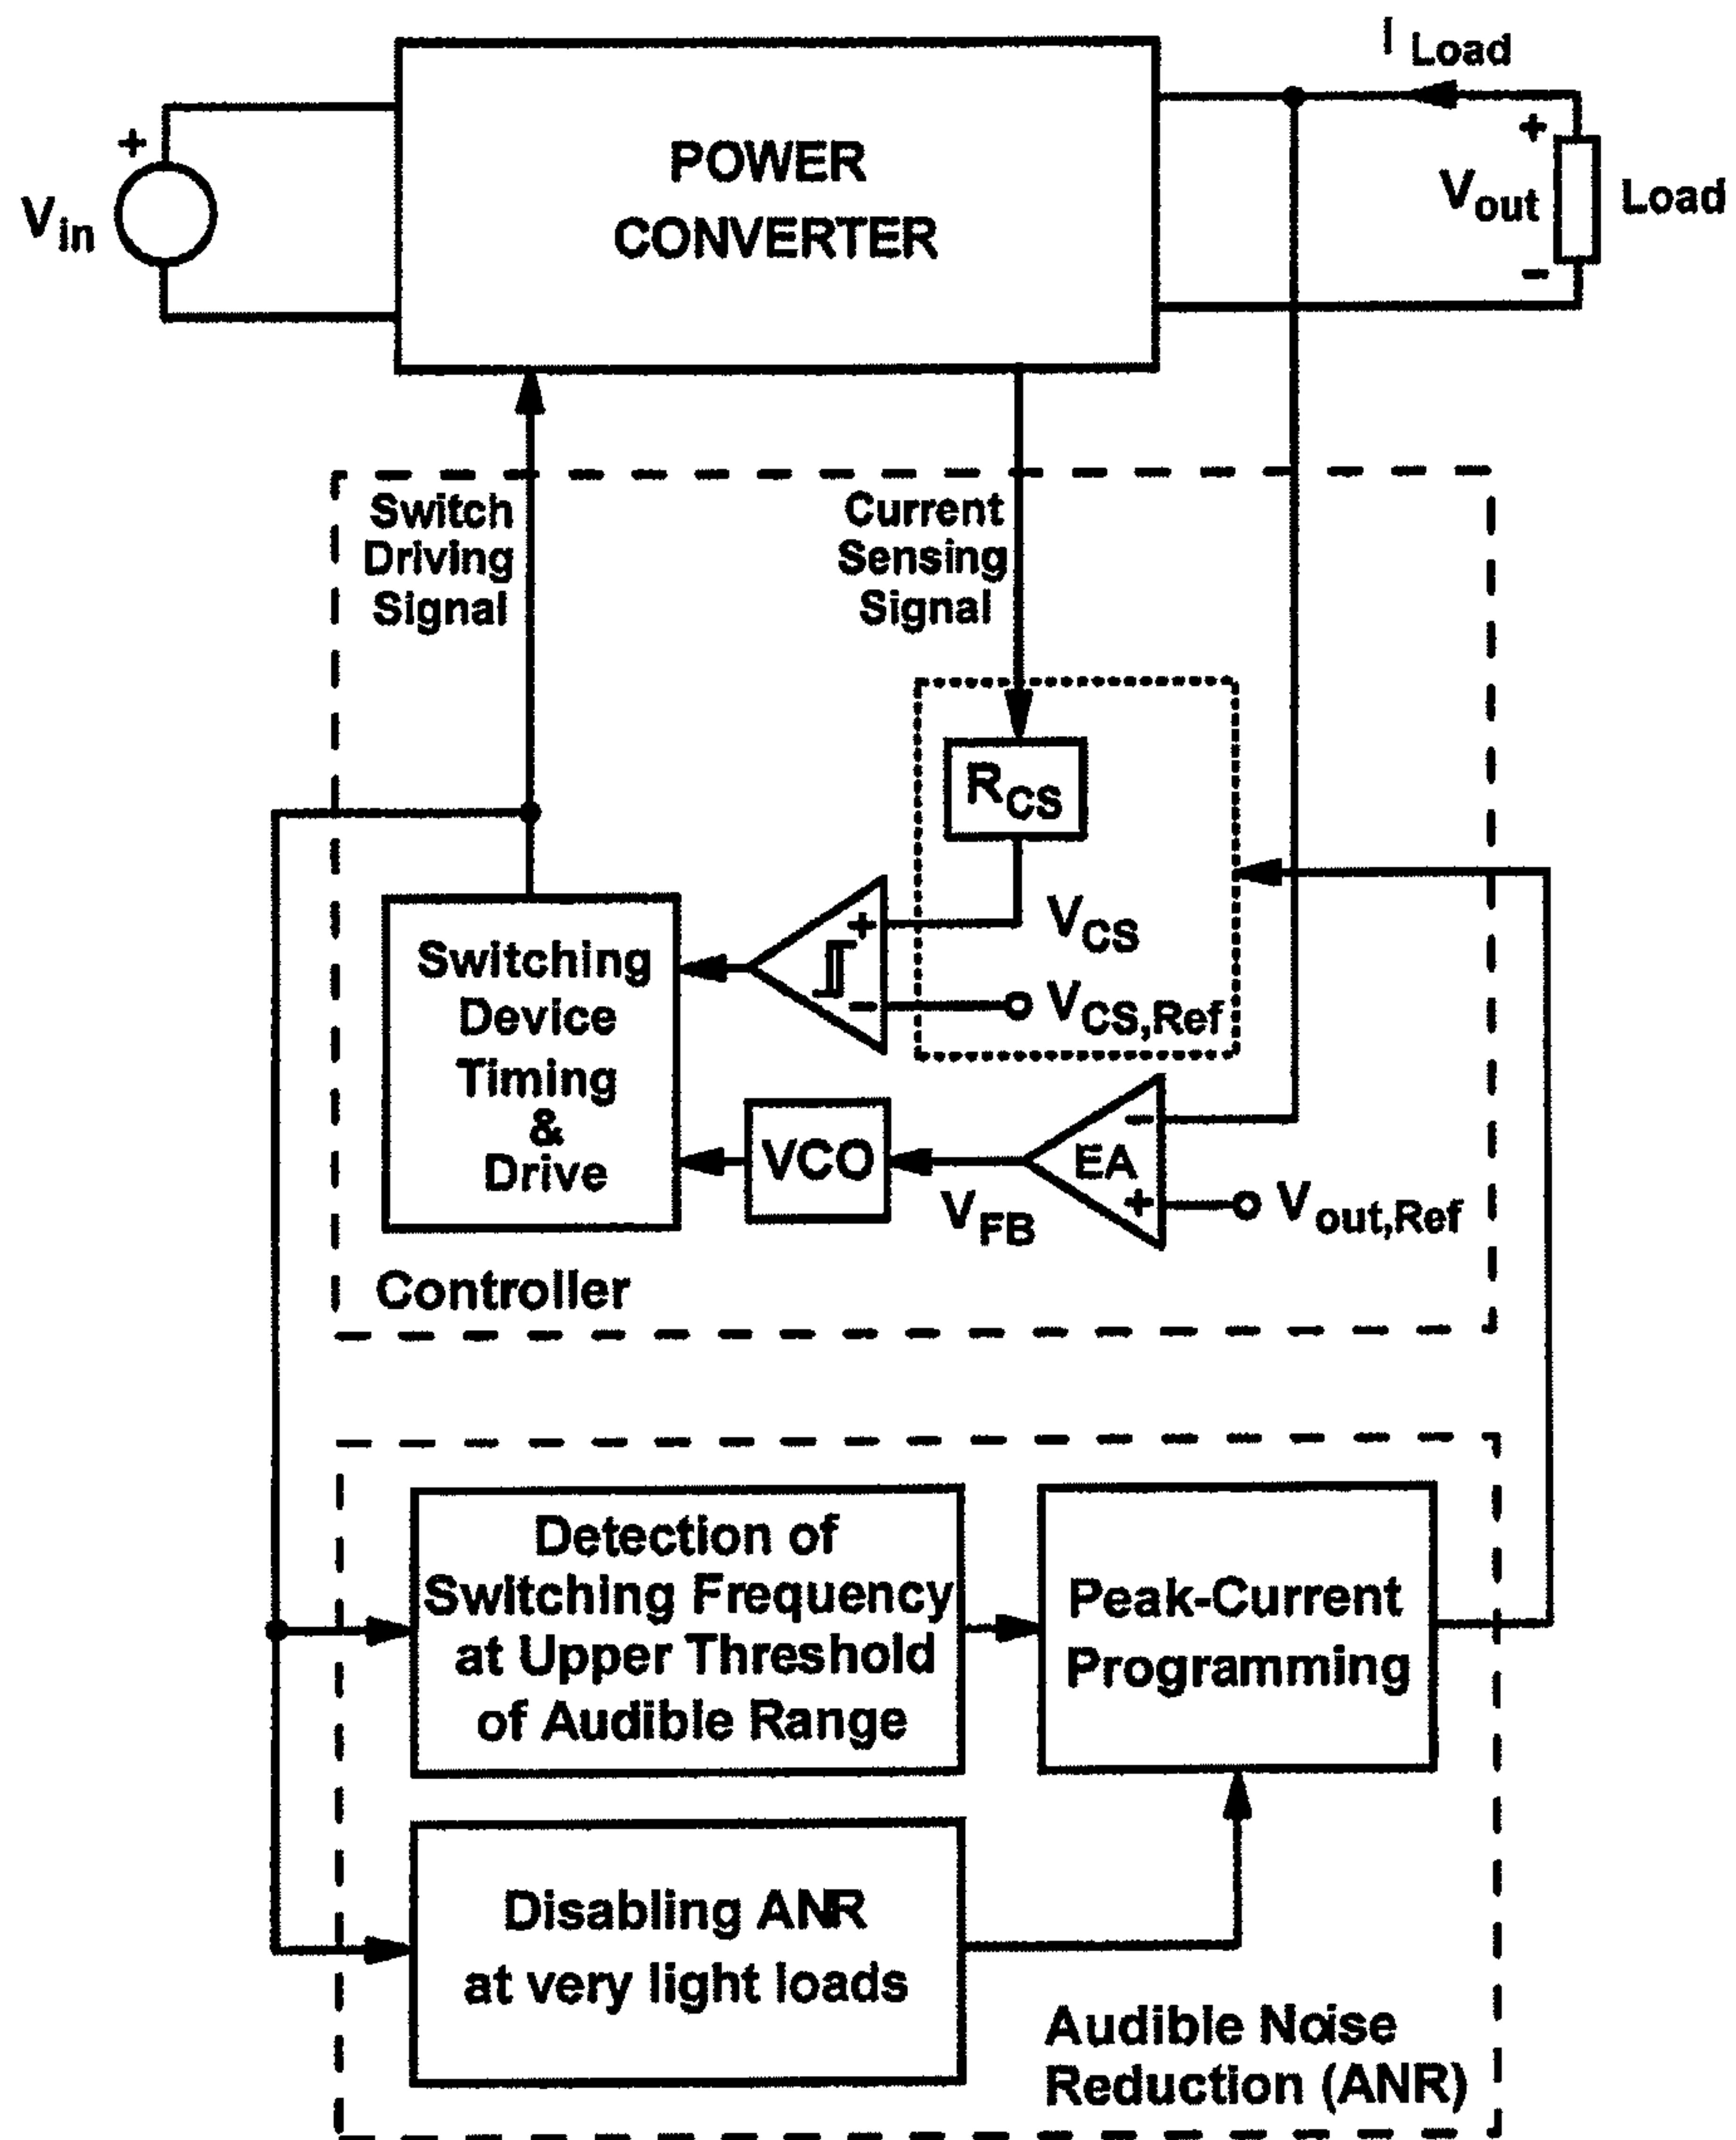 I Load
POWER
CONVERTER
+
Vin
+
Vout
Load
-
Switch
Driving
Signal
Current
Sensing
Signal
RCS
+
VCS
-
VCS,Ref
Switching
Device
Timing
&
Drive
VCO
VFB
EA
-
+
Vout,Ref
Controller
Detection of
Switching Frequency
at Upper Threshold
of Audible Range
Peak-Current
Programming
Disabling ANR
at very light loads
Audible Noise
Reduction (ANR)